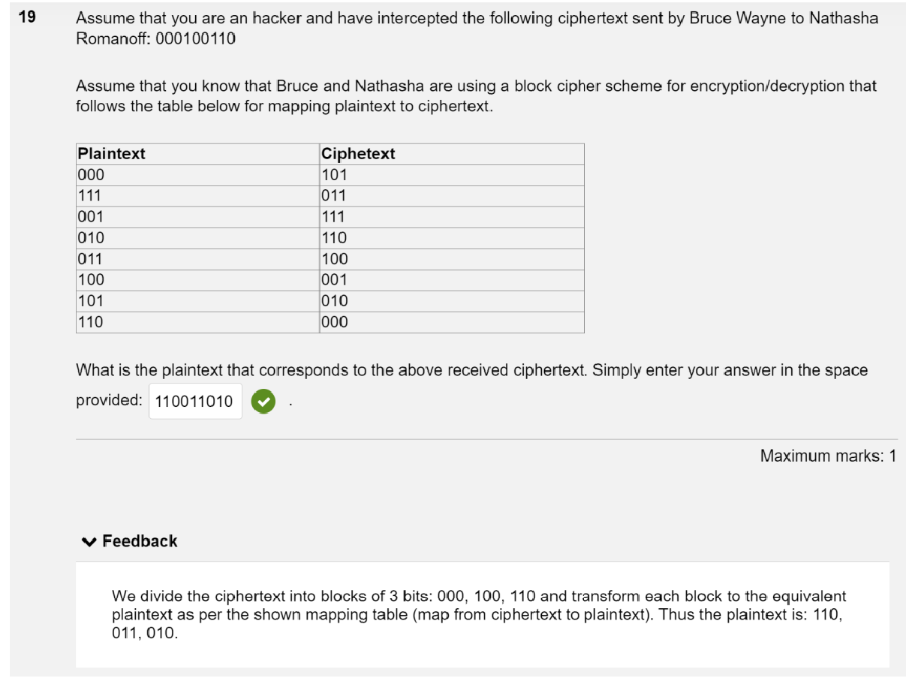 19 Assume that you are an hacker and have intercepted the following ciphertext sent by Bruce Wayne to Nathasha
Romanoff: 000100110
Assume that you know that Bruce and Nathasha are using a block cipher scheme for encryption/decryption that
follows the table below for mapping plaintext to ciphertext.
Plaintext Ciphetext
000 101
111 011
001 111
010 110
011 100
100 001
101 010
110 000
What is the plaintext that corresponds to the above received ciphertext. Simply enter your answer in the space
provided: 110011010 .
Maximum marks: 1
Feedback
We divide the ciphertext into blocks of 3 bits: 000, 100, 110 and transform each block to the equivalent
plaintext as per the shown mapping table (map from ciphertext to plaintext). Thus the plaintext is: 110,
011, 010.